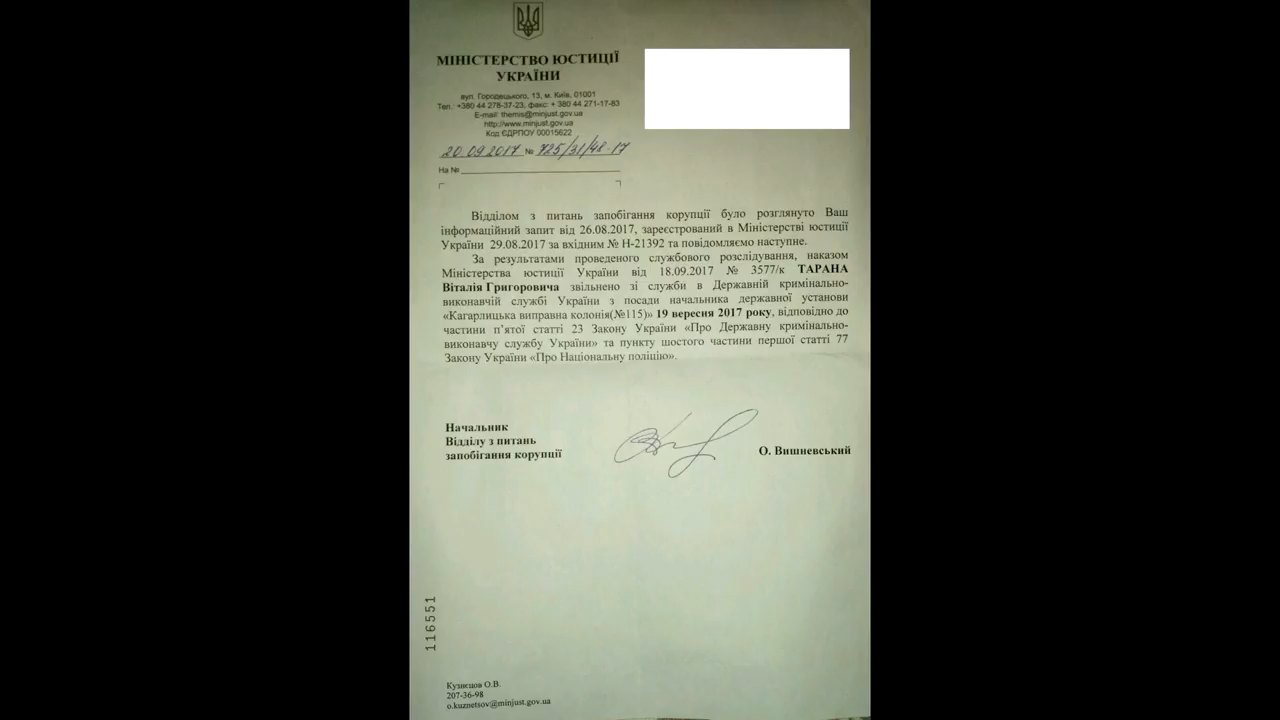 МІНІСТЕРСТВО ЮСТИЦІЇ
УКРАЇНИ
вул. Городецького, 13, м. Київ, 01001
Тел.: +380 44 278-37-23, факс: + 380 44 271-17-83
E-mail: themis@minjust.gov.ua
http://www.minjust.gov.ua
Код ЄДРПОУ 00015622
20.09.2017 № 725/31/48-17
На №
Відділом з питань запобігання корупції було розглянуто Ваш
інформаційний запит від 26.08.2017, зареєстрований в Міністерстві юстиції
України 29.08.2017 за вхідним № Н-21392 та повідомляємо наступне.
За результатами проведеного службового розслідування, наказом
Міністерства юстиції України від 18.09.2017 № 3577/к ТАРАНА
Віталія Григоровича звільнено зі служби в Державній кримінально-
виконавчій службі України з посади начальника державної установи
«Кагарлицька виправна колонія(№115)» 19 вересня 2017 року, відповідно до
частини п’ятої статті 23 Закону України «Про Державну кримінально-
виконавчу службу України» та пункту шостого частини першої статті 77
Закону України «Про Національну поліцію».
Начальник
Відділу з питань
запобігання корупції
О. Вишневський
116551
Кузнєцов О.В.
207-36-98
o.kuznetsov@minjust.gov.ua